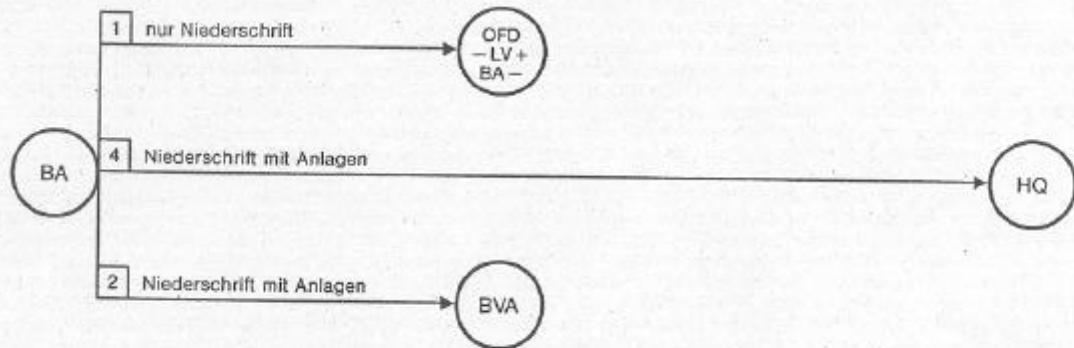 1 nur Niederschrift
OFD
– LV +
BA –
BA
4 Niederschrift mit Anlagen
HQ
2 Niederschrift mit Anlagen
BVA